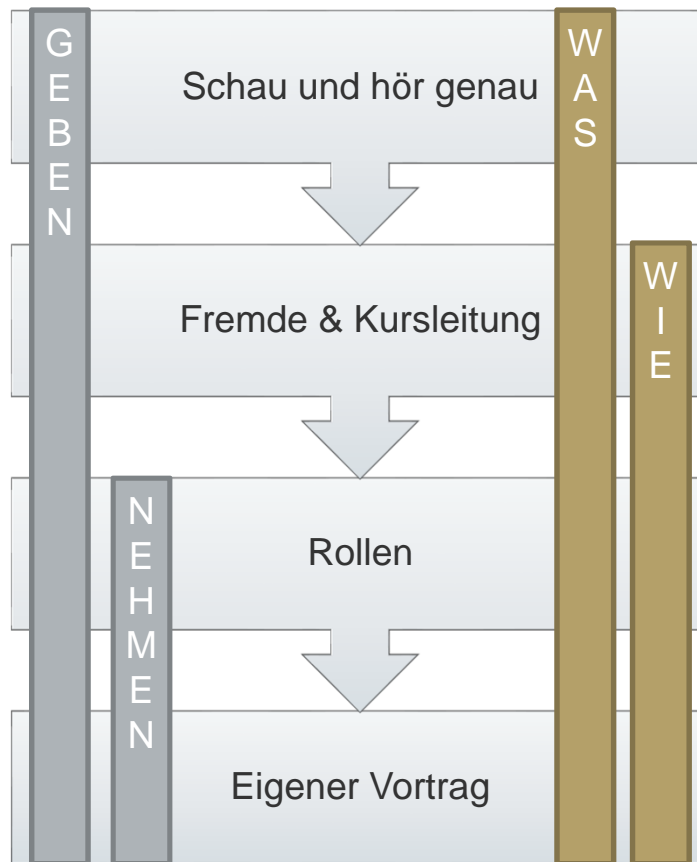 GEBEN
WAS
Schau und hör genau
WIE
Fremde & Kursleitung
NEHMEN
Rollen
Eigener Vortrag